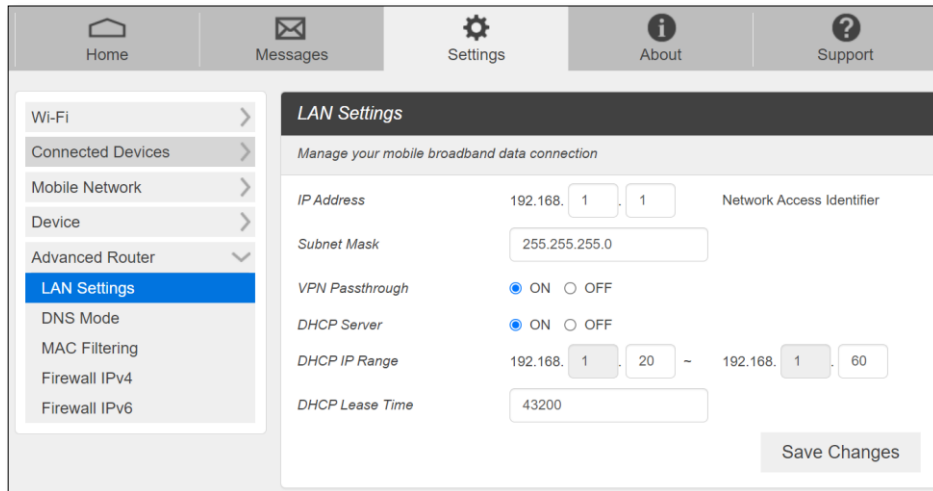 Home Messages Settings About Support
Wi-Fi
Connected Devices
Mobile Network
Device
Advanced Router
LAN Settings
DNS Mode
MAC Filtering
Firewall IPv4
Firewall IPv6
LAN Settings
Manage your mobile broadband data connection
IP Address 192.168. 1 . 1 Network Access Identifier
Subnet Mask 255.255.255.0
VPN Passthrough ON OFF
DHCP Server ON OFF
DHCP IP Range 192.168. 1 . 20 ~ 192.168. 1 . 60
DHCP Lease Time 43200
Save Changes